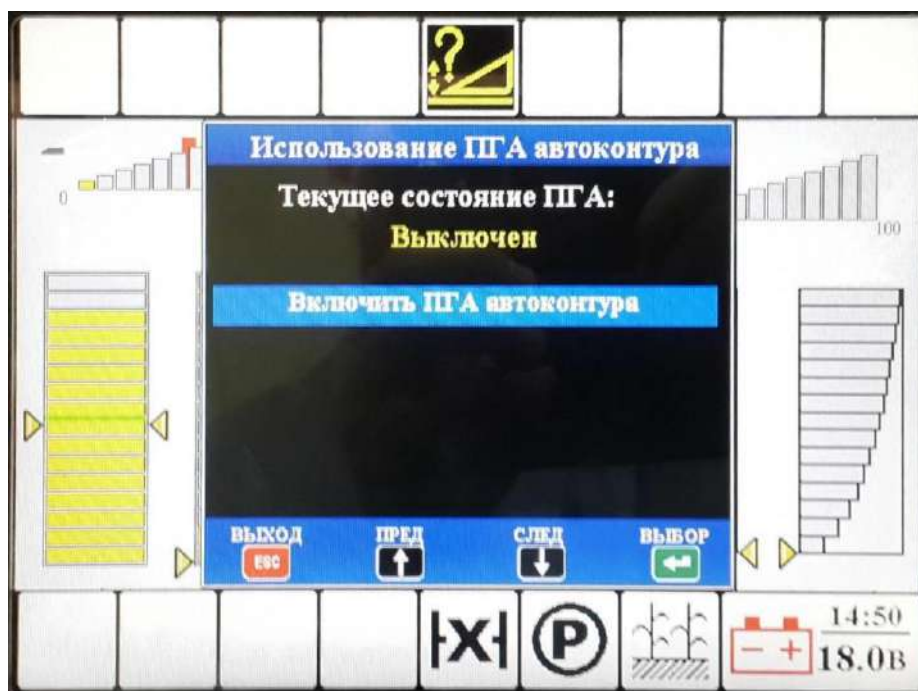 Использование ПГА автоконтура
Текущее состояние ПГА:
Выключен
0
100
Включить ПГА автоконтура
ВЫХОД ПРЕД СЛЕД ВЫБОР
ESC
P
14:50
18.0В